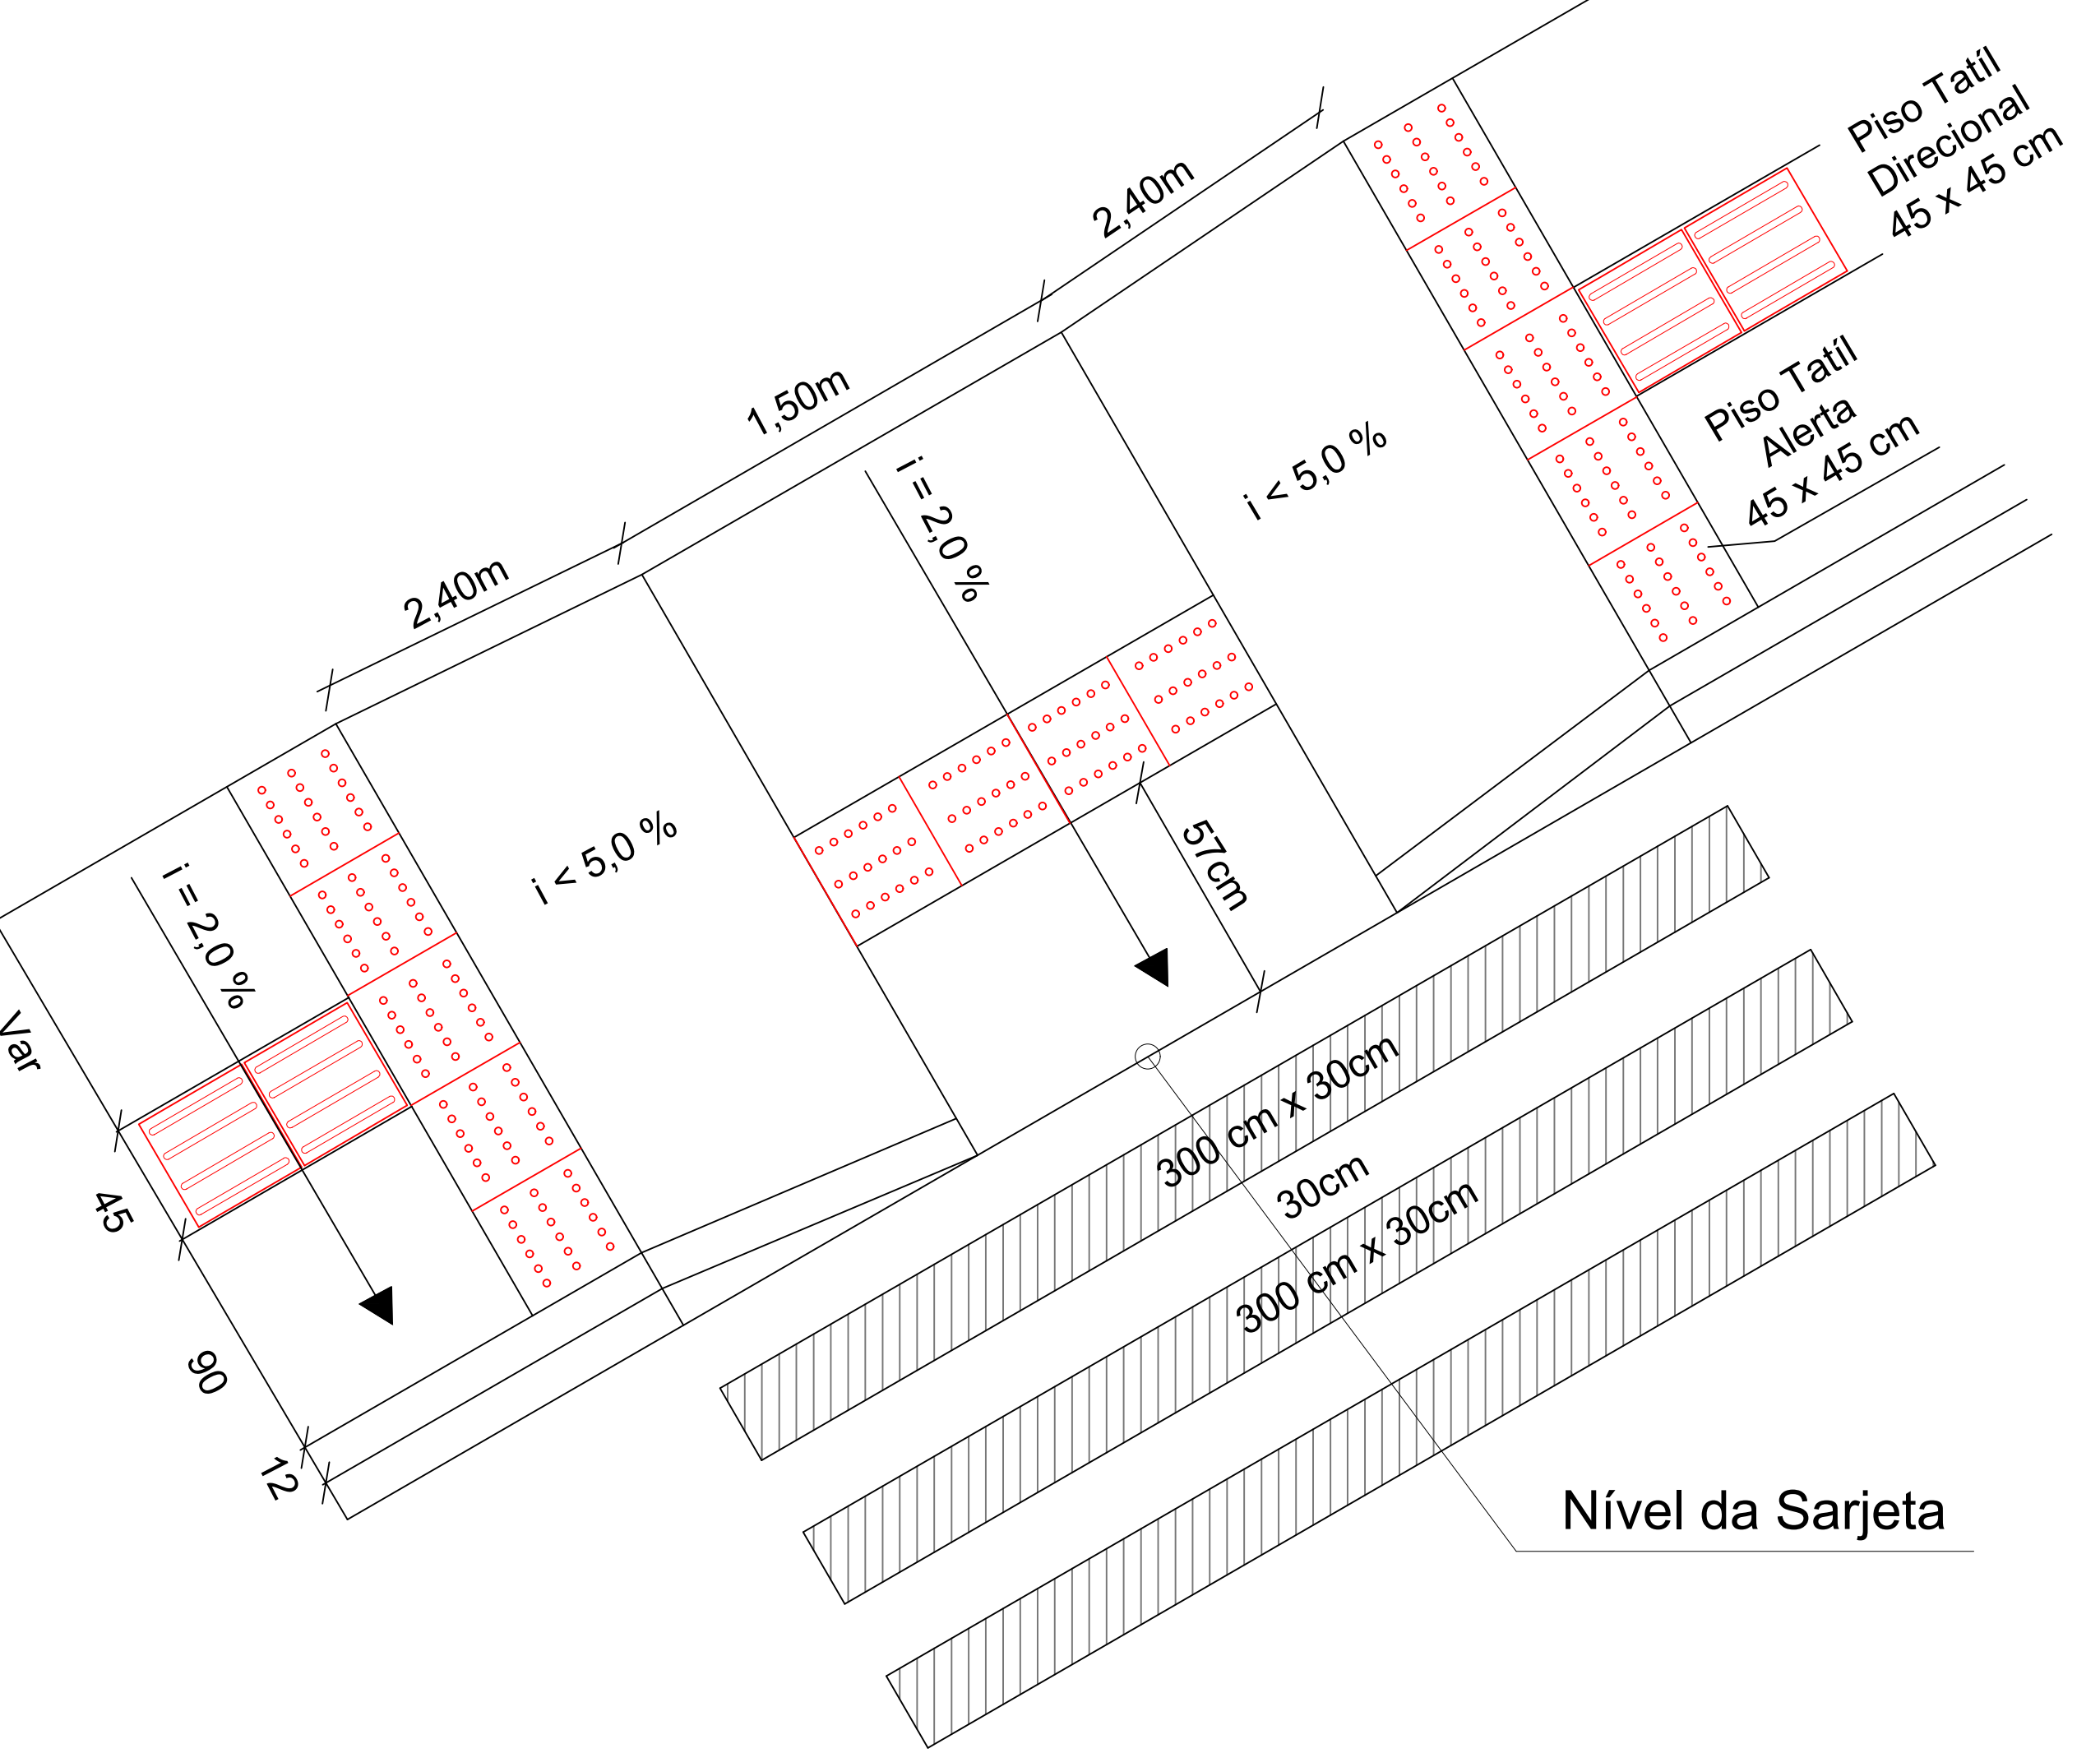 Piso Tatíl
Direcional
45 x 45 cm
2,40m
1,50m
i = 2,0 %
i < 5,0 %
Piso Tatíl
Alerta
45 x 45 cm
2,40m
i < 5,0 %
57cm
i = 2,0 %
Var
45
90
12
300 cm x 30cm
30cm
300 cm x 30cm
Nível da Sarjeta